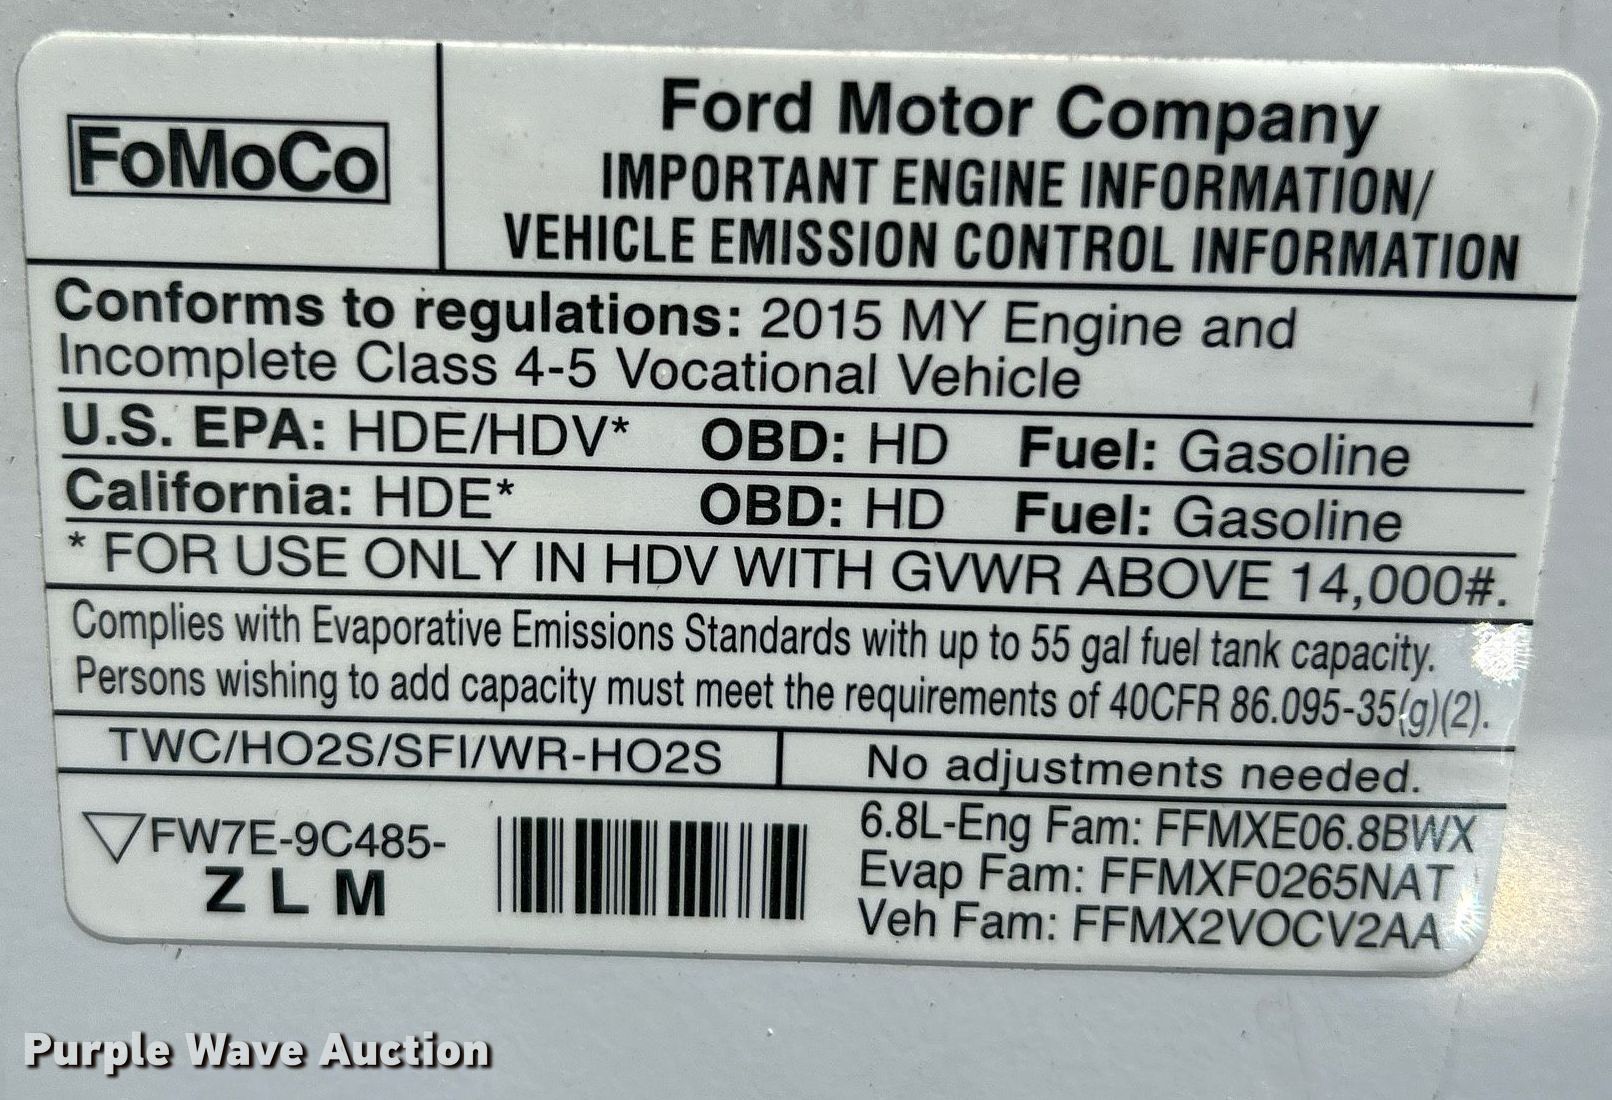 FoMoCo
Ford Motor Company
IMPORTANT ENGINE INFORMATION/
VEHICLE EMISSION CONTROL INFORMATION
Conforms to regulations: 2015 MY Engine and
Incomplete Class 4-5 Vocational Vehicle
U.S. EPA: HDE/HDV* OBD: HD Fuel: Gasoline
California: HDE* OBD: HD Fuel: Gasoline
* FOR USE ONLY IN HDV WITH GVWR ABOVE 14,000#.
Complies with Evaporative Emissions Standards with up to 55 gal fuel tank capacity.
Persons wishing to add capacity must meet the requirements of 40CFR 86.095-35(g)(2).
TWC/HO2S/SFI/WR-HO2S No adjustments needed.
FW7E-9C485-
Z L M
6.8L-Eng Fam: FFMXE06.8BWX
Evap Fam: FFMXF0265NAT
Veh Fam: FFMX2VOCV2AA
Purple Wave Auction